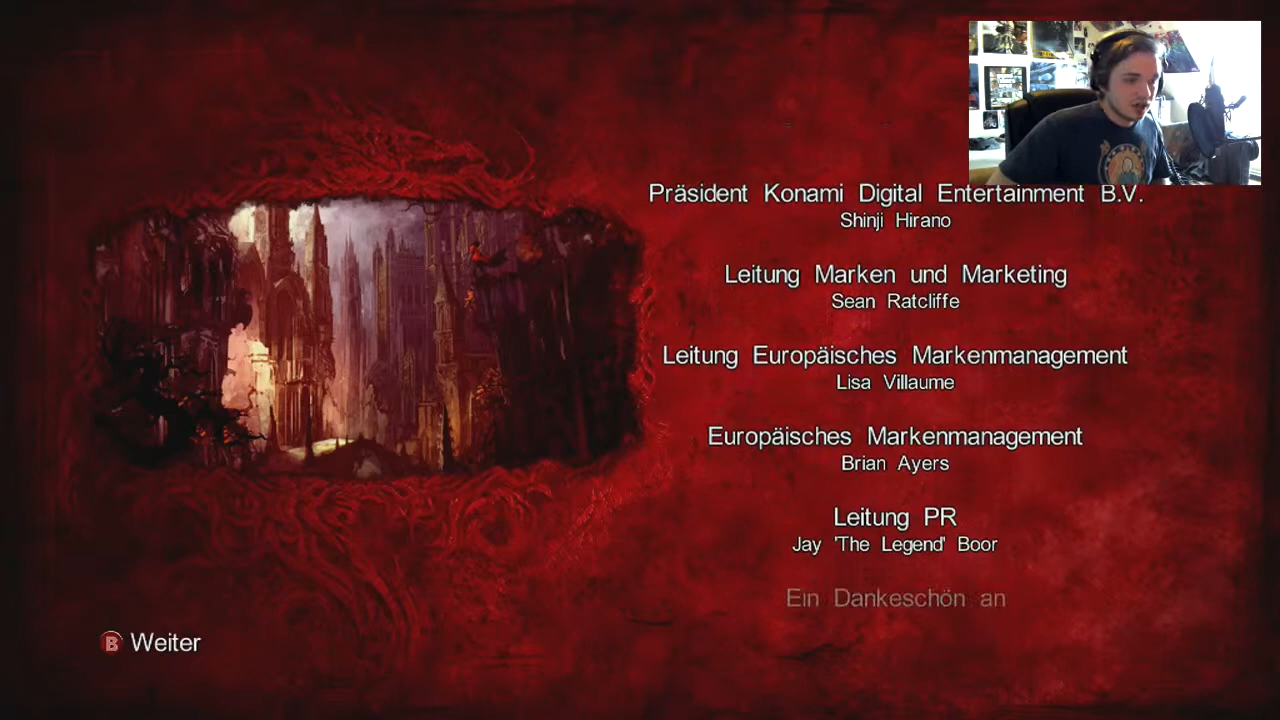 Präsident Konami Digital Entertainment B.V.
Shinji Hirano
Leitung Marken und Marketing
Sean Ratcliffe
Leitung Europäisches Markenmanagement
Lisa Villaume
Europäisches Markenmanagement
Brian Ayers
Leitung PR
Jay 'The Legend' Boor
Ein Dankeschön an
B Weiter